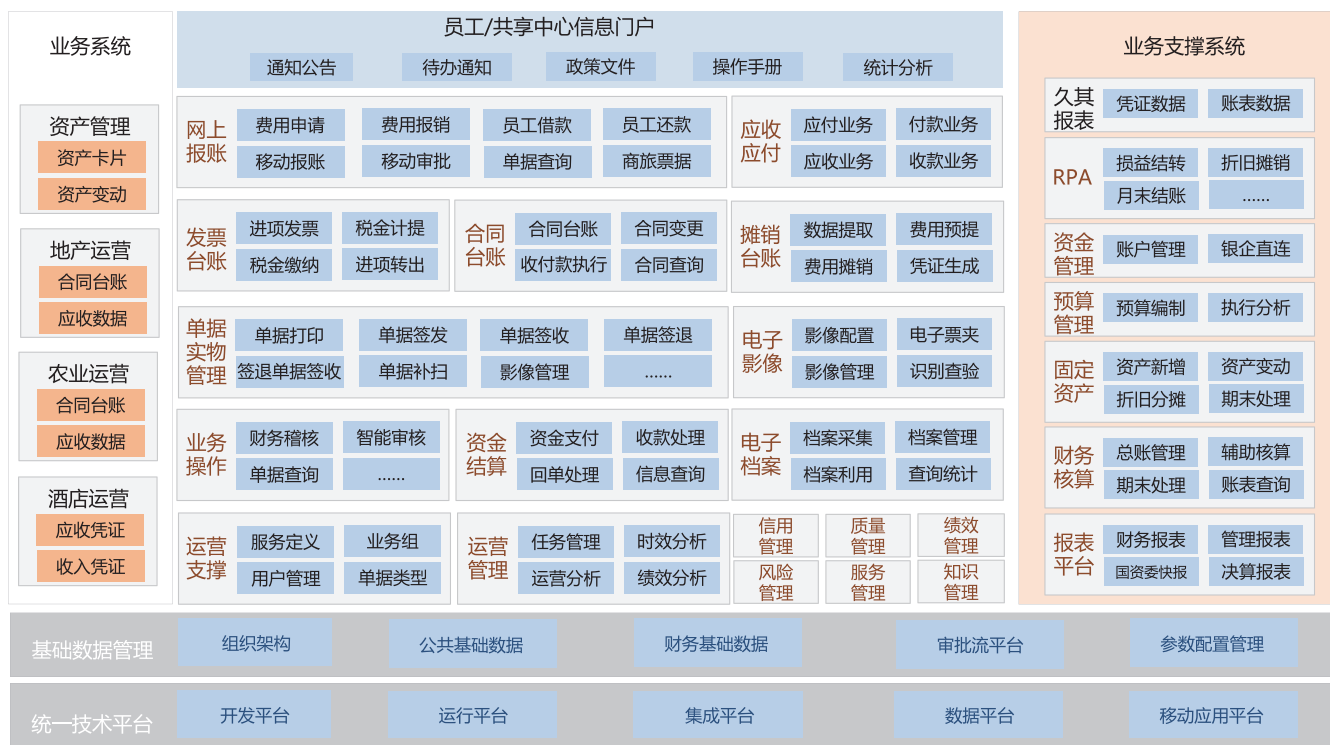 业务系统
资产管理
资产卡片
资产变动
地产运营
合同台账
应收数据
农业运营
合同台账
应收数据
酒店运营
应收凭证
收入凭证
员工/共享中心信息门户
通知公告 待办通知 政策文件 操作手册 统计分析
网上报账
费用申请 费用报销 员工借款 员工还款
移动报账 移动审批 单据查询 商旅票据
应收应付
应付业务 付款业务
应收业务 收款业务
发票台账
进项发票 税金计提
税金缴纳 进项转出
合同台账
合同台账 合同变更
收付款执行 合同查询
摊销台账
数据提取 费用预提
费用摊销 凭证生成
单据实物管理
单据打印 单据签发 单据签收 单据签退
签退单据签收 单据补扫 影像管理 ......
电子影像
影像配置 电子票夹
影像管理 识别查验
业务操作
财务稽核 智能审核
单据查询 ......
资金结算
资金支付 收款处理
回单处理 信息查询
电子档案
档案采集 档案管理
档案利用 查询统计
运营支撑
服务定义 业务组
用户管理 单据类型
运营管理
任务管理 时效分析
运营分析 绩效分析
信用管理 质量管理 绩效管理
风险管理 服务管理 知识管理
业务支撑系统
久其报表
凭证数据 账表数据
RPA
损益结转 折旧摊销
月末结账 ......
资金管理
账户管理 银企直连
预算管理
预算编制 执行分析
固定资产
资产新增 资产变动
折旧分摊 期末处理
财务核算
总账管理 辅助核算
期末处理 账表查询
报表平台
财务报表 管理报表
国资委快报 决算报表
基础数据管理
组织架构 公共基础数据 财务基础数据 审批流平台 参数配置管理
统一技术平台
开发平台 运行平台 集成平台 数据平台 移动应用平台